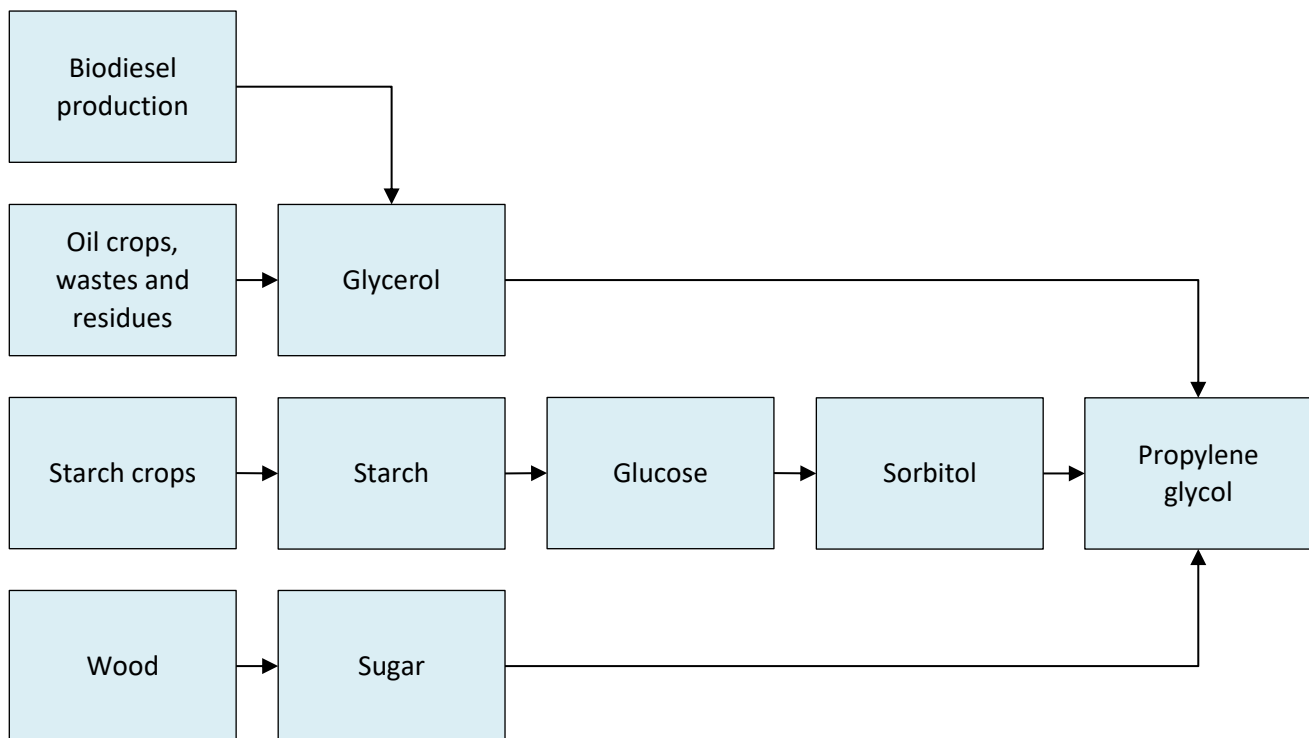 Biodiesel
production
Oil crops,
wastes and
residues
Glycerol
Starch crops
Starch
Glucose
Sorbitol
Propylene
glycol
Wood
Sugar